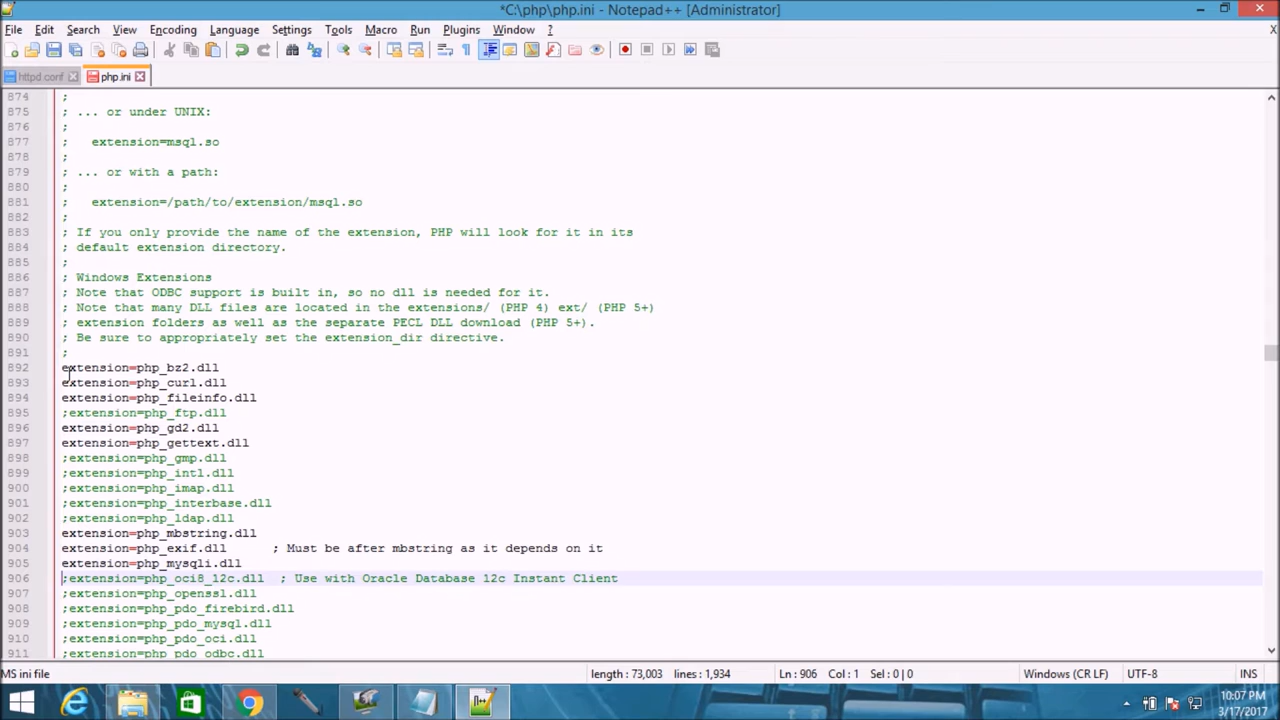 *C:\php\php.ini - Notepad++ [Administrator]
File Edit Search View Encoding Language Settings Tools Macro Run Plugins Window ? X
httpd.conf php.ini
874 ;
875 ; ... or under UNIX:
876 ;
877 ;   extension=msql.so
878 ;
879 ; ... or with a path:
880 ;
881 ;   extension=/path/to/extension/msql.so
882 ;
883 ; If you only provide the name of the extension, PHP will look for it in its
884 ; default extension directory.
885 ;
886 ; Windows Extensions
887 ; Note that ODBC support is built in, so no dll is needed for it.
888 ; Note that many DLL files are located in the extensions/ (PHP 4) ext/ (PHP 5+)
889 ; extension folders as well as the separate PECL DLL download (PHP 5+).
890 ; Be sure to appropriately set the extension_dir directive.
891 ;
892 extension=php_bz2.dll
893 extension=php_curl.dll
894 extension=php_fileinfo.dll
895 ;extension=php_ftp.dll
896 extension=php_gd2.dll
897 extension=php_gettext.dll
898 ;extension=php_gmp.dll
899 ;extension=php_intl.dll
900 ;extension=php_imap.dll
901 ;extension=php_interbase.dll
902 ;extension=php_ldap.dll
903 extension=php_mbstring.dll
904 extension=php_exif.dll      ; Must be after mbstring as it depends on it
905 extension=php_mysqli.dll
906 ;extension=php_oci8_12c.dll  ; Use with Oracle Database 12c Instant Client
907 ;extension=php_openssl.dll
908 ;extension=php_pdo_firebird.dll
909 ;extension=php_pdo_mysql.dll
910 ;extension=php_pdo_oci.dll
911 ;extension=php_pdo_odbc.dll
MS ini file length : 73,003 lines : 1,934 Ln : 906 Col : 1 Sel : 0 | 0 Windows (CR LF) UTF-8 INS
10:07 PM
3/17/2017